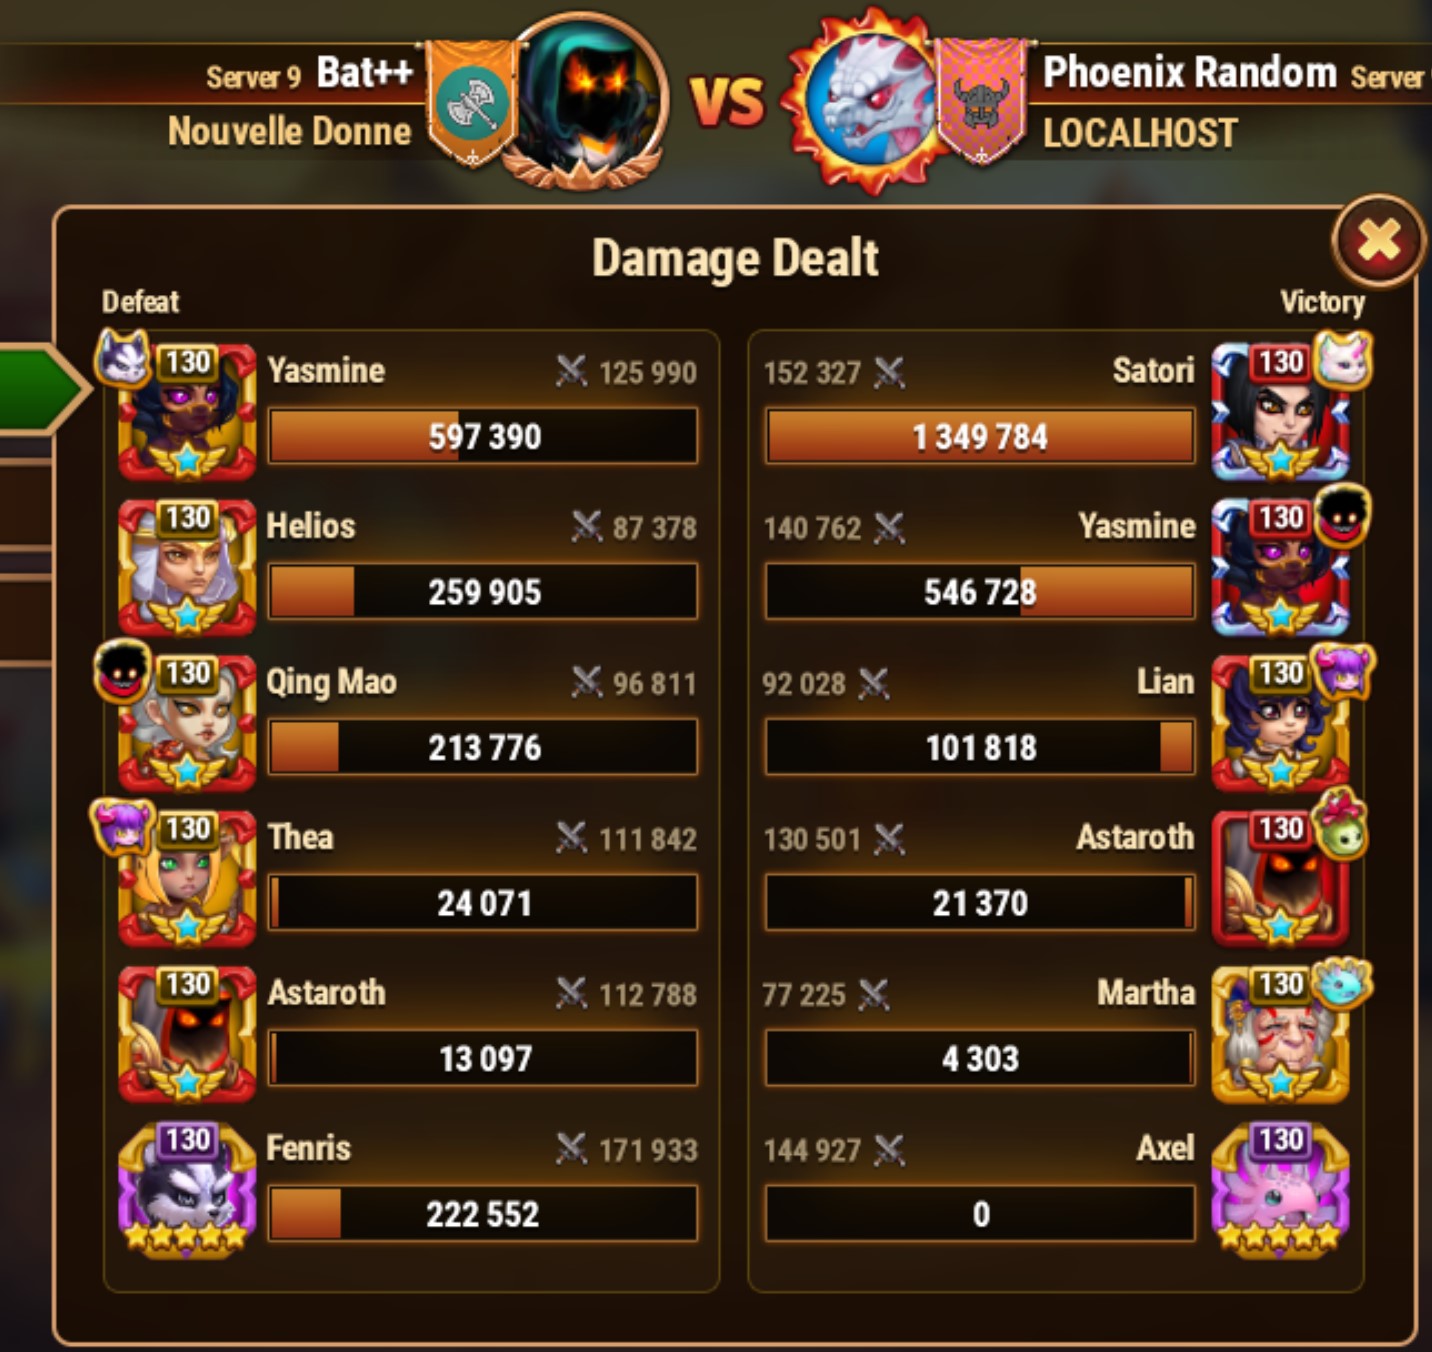 Server 9 Bat++
Nouvelle Donne
VS
Phoenix Random Server
LOCALHOST
Damage Dealt
Defeat
Victory
130 Yasmine 125 990
597 390
130 Helios 87 378
259 905
130 Qing Mao 96 811
213 776
130 Thea 111 842
24 071
130 Astaroth 112 788
13 097
130 Fenris 171 933
222 552
152 327 Satori 130
1 349 784
140 762 Yasmine 130
546 728
92 028 Lian 130
101 818
130 501 Astaroth 130
21 370
77 225 Martha 130
4 303
144 927 Axel 130
0